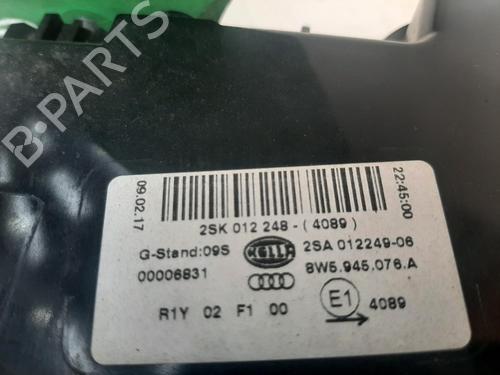 B-PARTS
09.02.17
22:45:00
2SK 012 248- (4089)
G-Stand:09S HELLA 2SA 012249-06
00006831 8W5.945.076.A
R1Y 02 F1 00 E1 4089